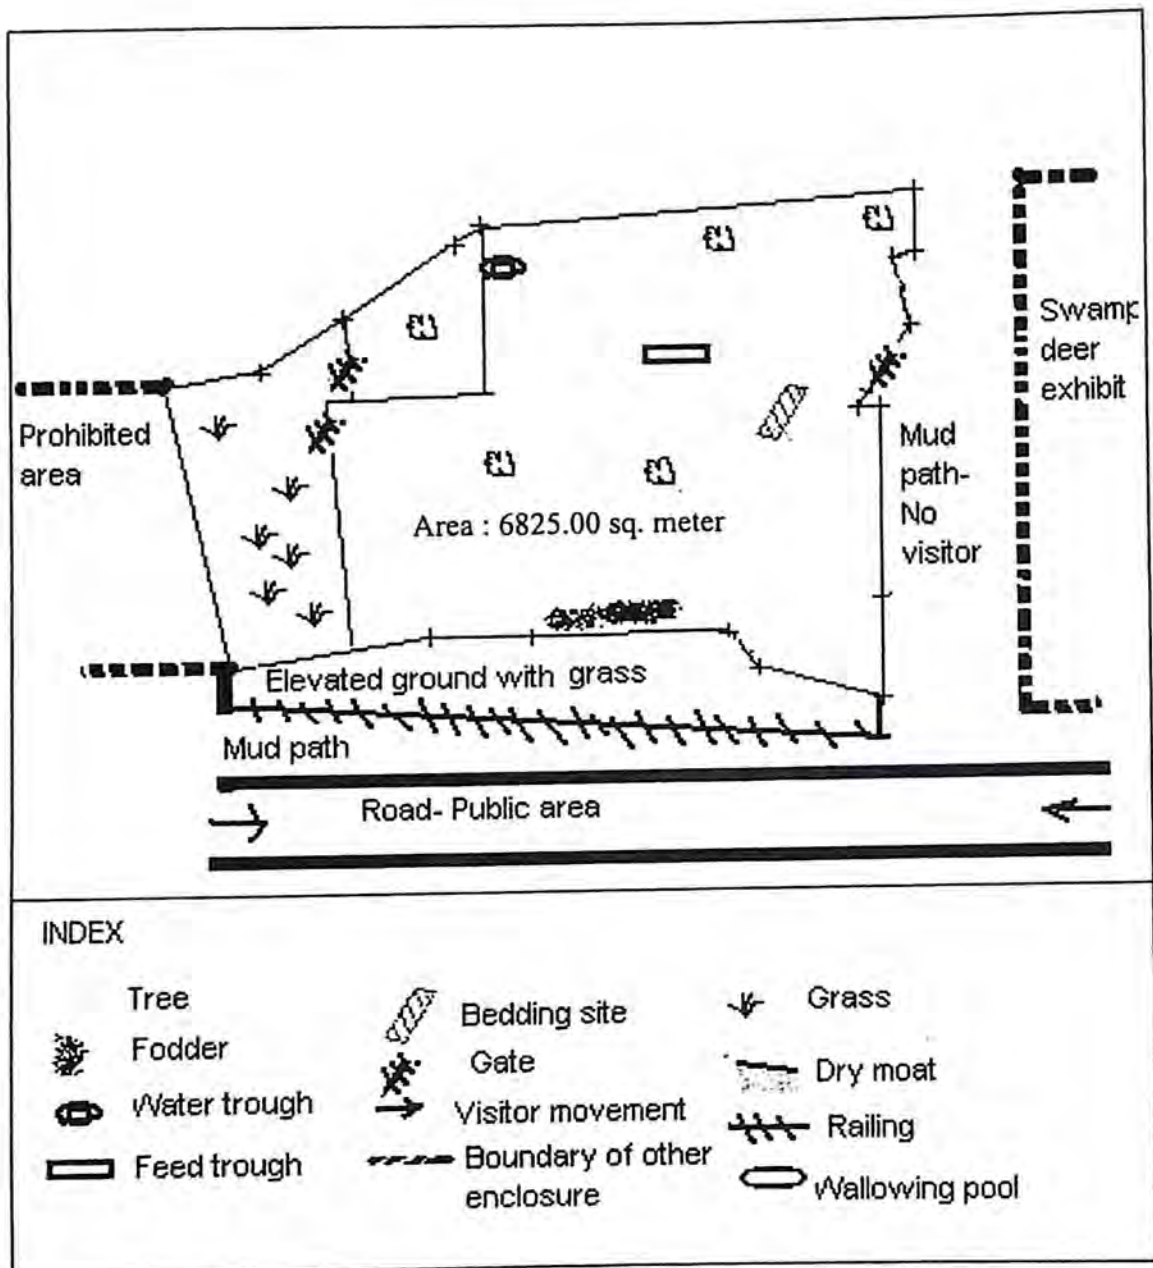 Prohibited
area
Swamp
deer
exhibit
Mud
path-
No
visitor
Area : 6825.00 sq. meter
Elevated ground with grass
Mud path
Road- Public area
INDEX
Tree
Fodder
Water trough
Feed trough
Bedding site
Gate
Visitor movement
Boundary of other
enclosure
Grass
Dry moat
Railing
Wallowing pool